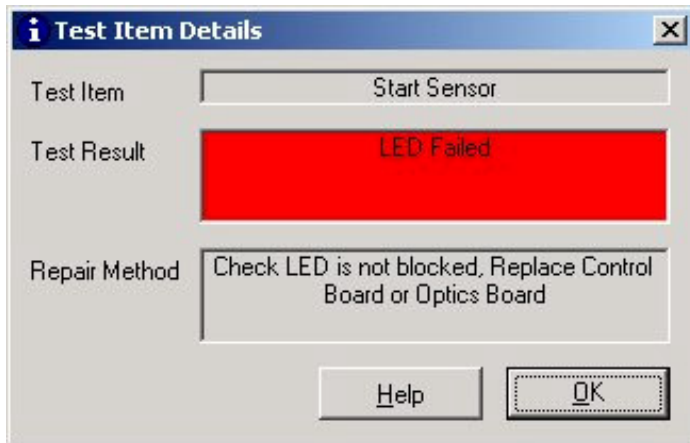 Test Item Details
Test Item
Start Sensor
Test Result
LED Failed
Repair Method
Check LED is not blocked, Replace Control
Board or Optics Board
Help
OK